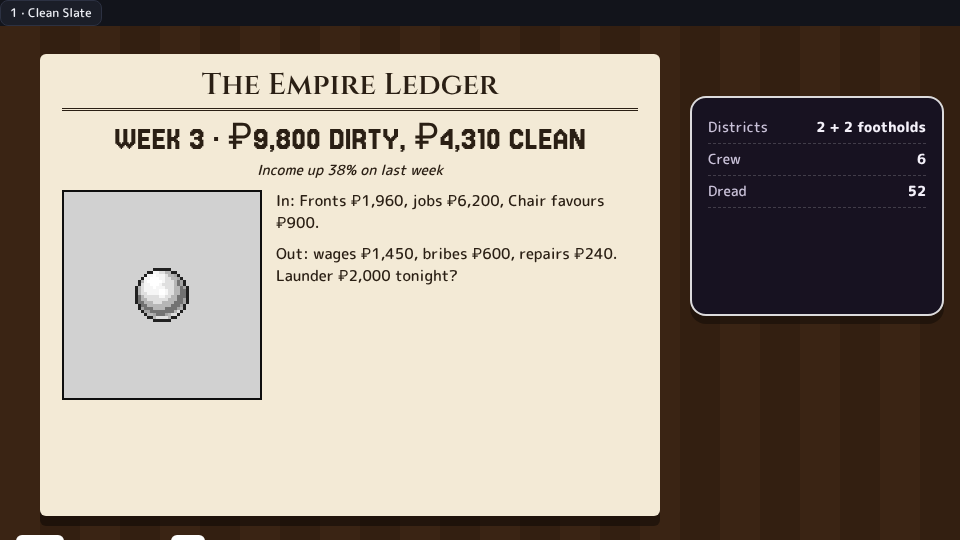 1 · Clean Slate
The Empire Ledger
WEEK 3 · ₽9,800 DIRTY, ₽4,310 CLEAN
Income up 38% on last week
In: Fronts ₽1,960, jobs ₽6,200, Chair favours
₽900.
Out: wages ₽1,450, bribes ₽600, repairs ₽240.
Launder ₽2,000 tonight?
Districts 2 + 2 footholds
Crew 6
Dread 52